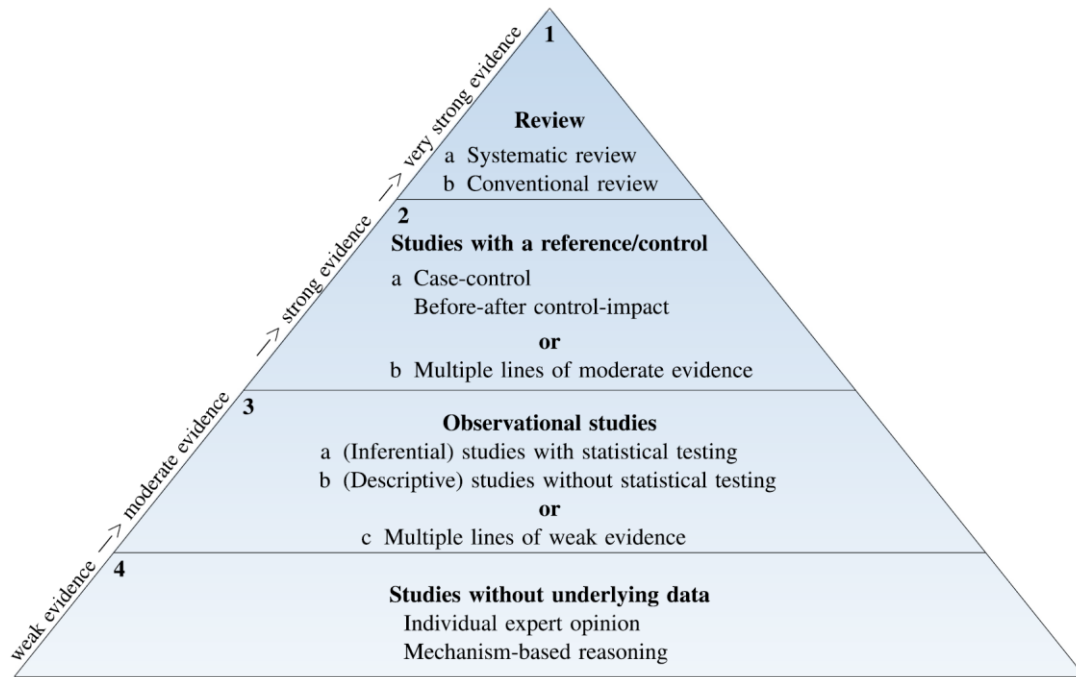 1
Review
a Systematic review
b Conventional review
2
Studies with a reference/control
a Case-control
Before-after control-impact
or
b Multiple lines of moderate evidence
3
Observational studies
a (Inferential) studies with statistical testing
b (Descriptive) studies without statistical testing
or
c Multiple lines of weak evidence
4
Studies without underlying data
Individual expert opinion
Mechanism-based reasoning
weak evidence —> moderate evidence —> strong evidence —> very strong evidence